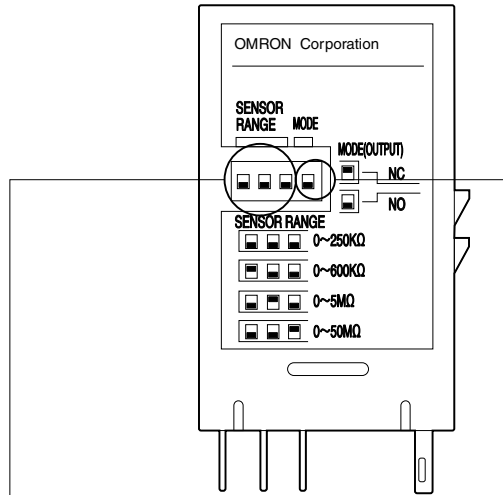 OMRON Corporation
SENSOR
RANGE MODE
MODE(OUTPUT)
NC
NO
SENSOR RANGE
0~250KΩ
0~600KΩ
0~5MΩ
0~50MΩ